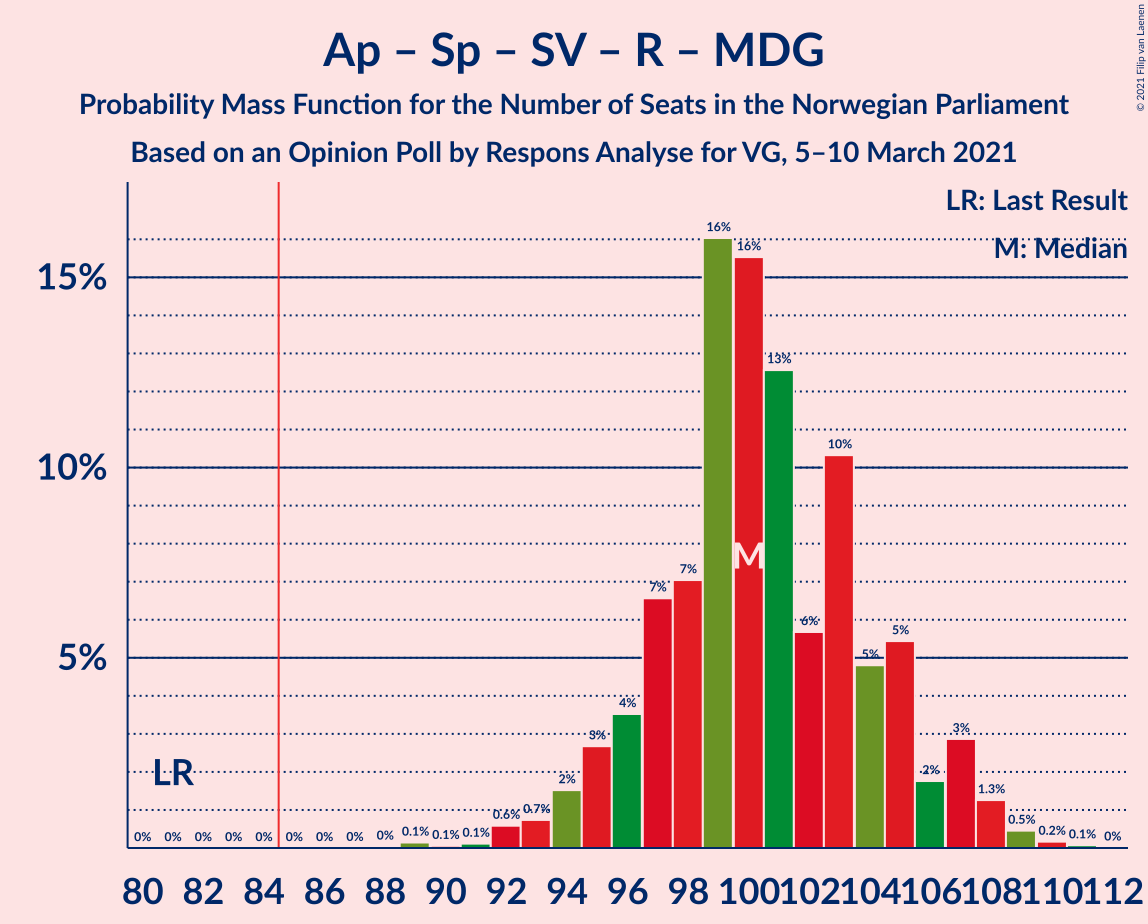 Ap – Sp – SV – R – MDG
Probability Mass Function for the Number of Seats in the Norwegian Parliament
Based on an Opinion Poll by Respons Analyse for VG, 5–10 March 2021
© 2021 Filip van Laenen
LR: Last Result
M: Median
15%
10%
5%
LR
M
0% 0% 0% 0% 0% 0% 0% 0% 0% 0.1% 0.1% 0.1% 0.6% 0.7% 2% 3% 4% 7% 7% 16% 16% 13% 6% 10% 5% 5% 2% 3% 1.3% 0.5% 0.2% 0.1% 0%
80 82 84 86 88 90 92 94 96 98 100 102 104 106 108 110 112